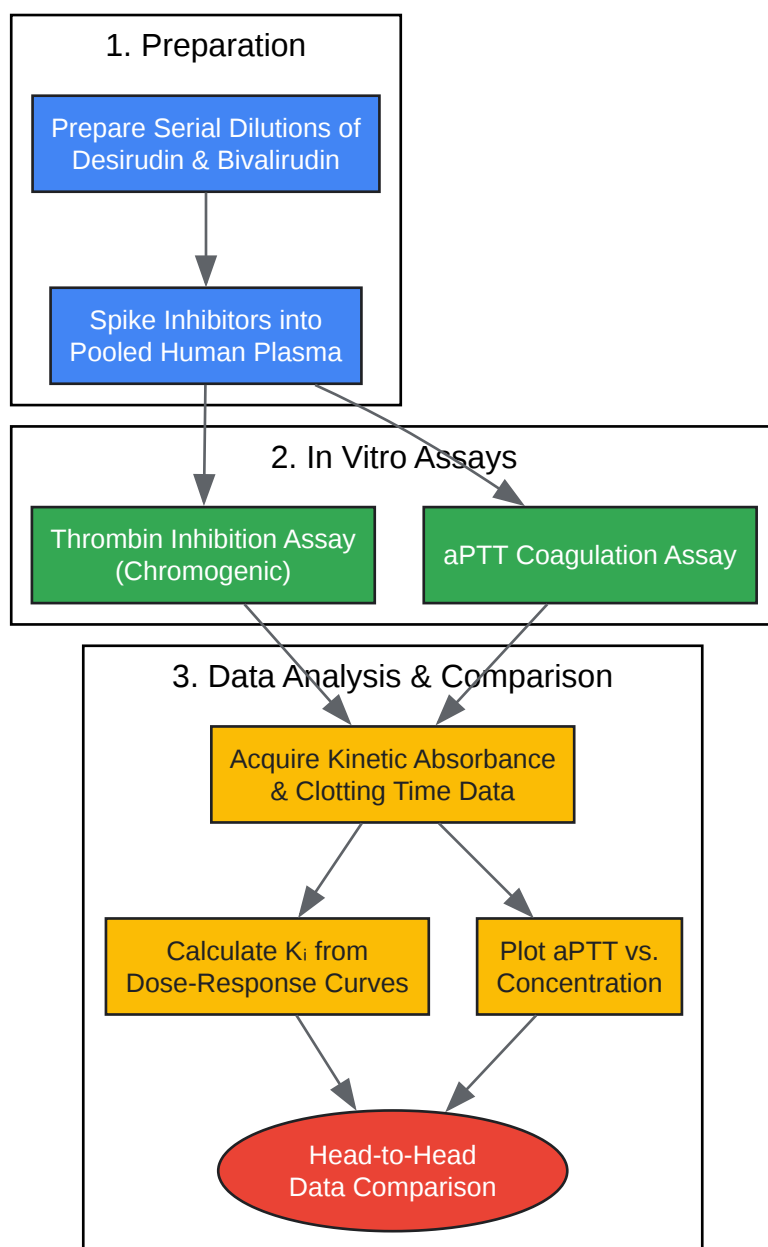 1. Preparation
Prepare Serial Dilutions of
Desirudin & Bivalirudin
Spike Inhibitors into
Pooled Human Plasma
2. In Vitro Assays
Thrombin Inhibition Assay
(Chromogenic)
aPTT Coagulation Assay
3. Data Analysis & Comparison
Acquire Kinetic Absorbance
& Clotting Time Data
Calculate Kᵢ from
Dose-Response Curves
Plot aPTT vs.
Concentration
Head-to-Head
Data Comparison